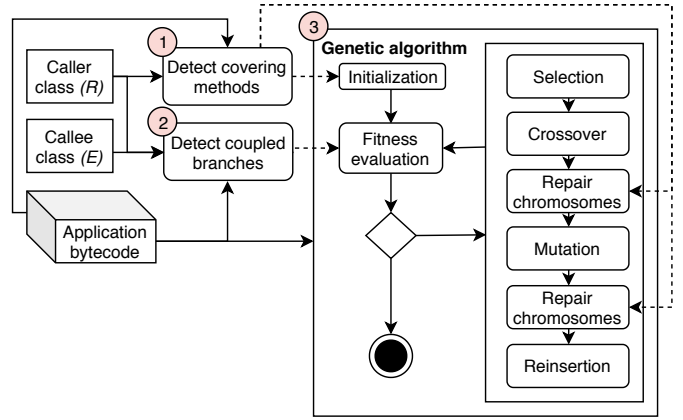 3
Genetic algorithm
1
Caller
class (R)
Detect covering
methods
Initialization
Selection
2
Callee
class (E)
Detect coupled
branches
Fitness
evaluation
Crossover
Repair
chromosomes
Application
bytecode
Mutation
Repair
chromosomes
Reinsertion